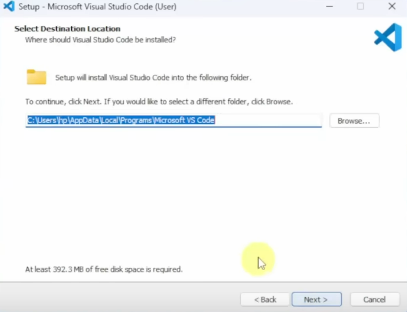 Setup - Microsoft Visual Studio Code (User)
Select Destination Location
Where should Visual Studio Code be installed?
Setup will install Visual Studio Code into the following folder.
To continue, click Next. If you would like to select a different folder, click Browse.
C:\Users\hp\AppData\Local\Programs\Microsoft VS Code
Browse...
At least 392.3 MB of free disk space is required.
< Back
Next >
Cancel